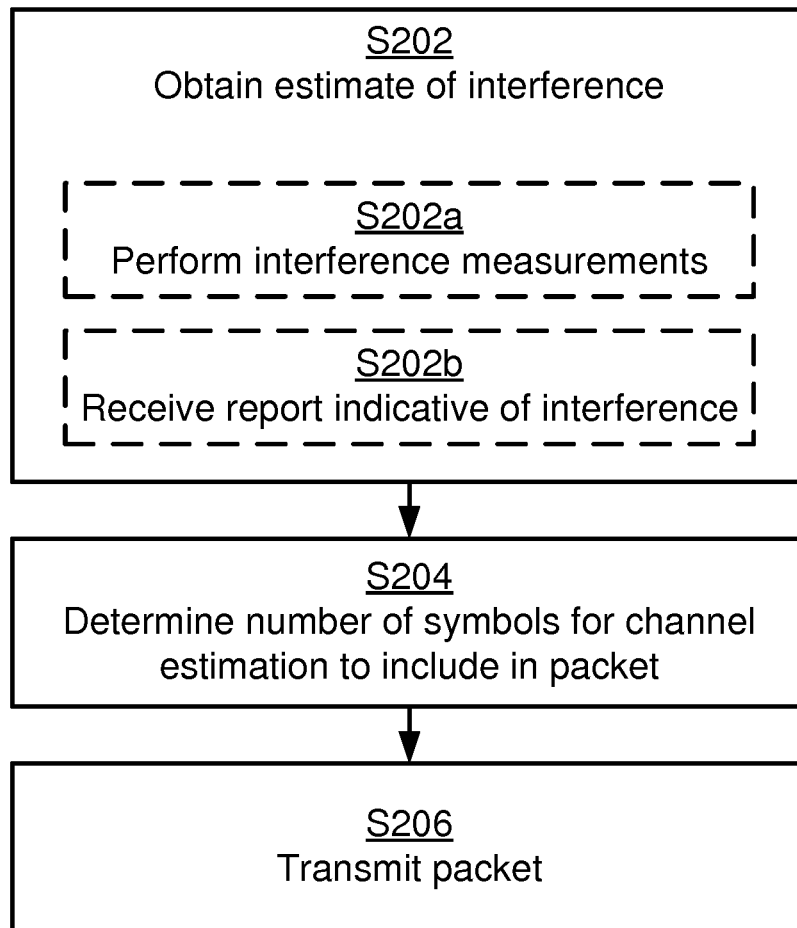 S202
Obtain estimate of interference
S202a
Perform interference measurements
S202b
Receive report indicative of interference
S204
Determine number of symbols for channel
estimation to include in packet
S206
Transmit packet